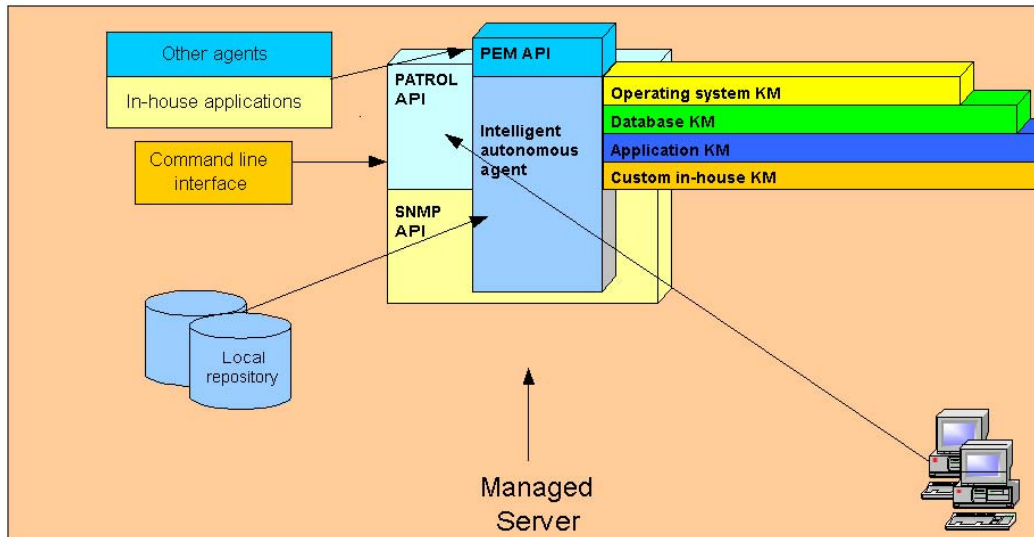 Other agents
In-house applications
Command line
interface
PEM API
PATROL
API
Intelligent
autonomous
agent
SNMP
API
Operating system KM
Database KM
Application KM
Custom in-house KM
Local
repository
Managed
Server